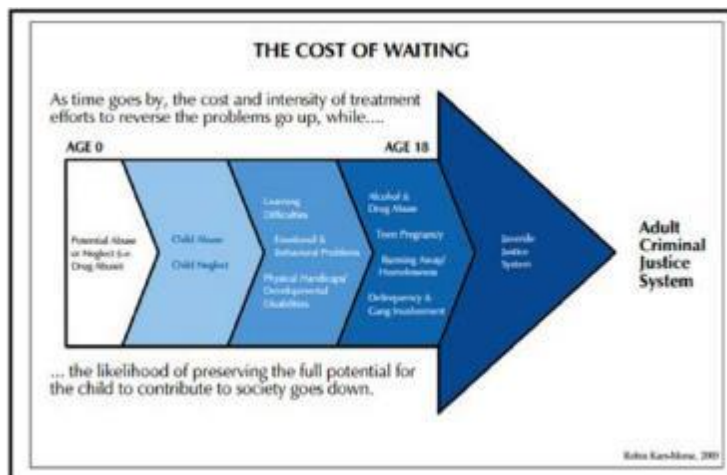 THE COST OF WAITING
As time goes by, the cost and intensity of treatment
efforts to reverse the problems go up, while....
AGE 0
AGE 18
Potential Abuse
or Neglect (i.e.
Drug Abuse)
Child Abuse
Child Neglect
Learning
Difficulties
Emotional &
Behavioral Problems
Physical Handicaps/
Developmental
Disabilities
Alcohol &
Drug Abuse
Teen Pregnancy
Running Away/
Homelessness
Delinquency &
Gang Involvement
Juvenile
Justice
System
Adult
Criminal
Justice
System
... the likelihood of preserving the full potential for
the child to contribute to society goes down.
Robin Karr-Morse, 2005